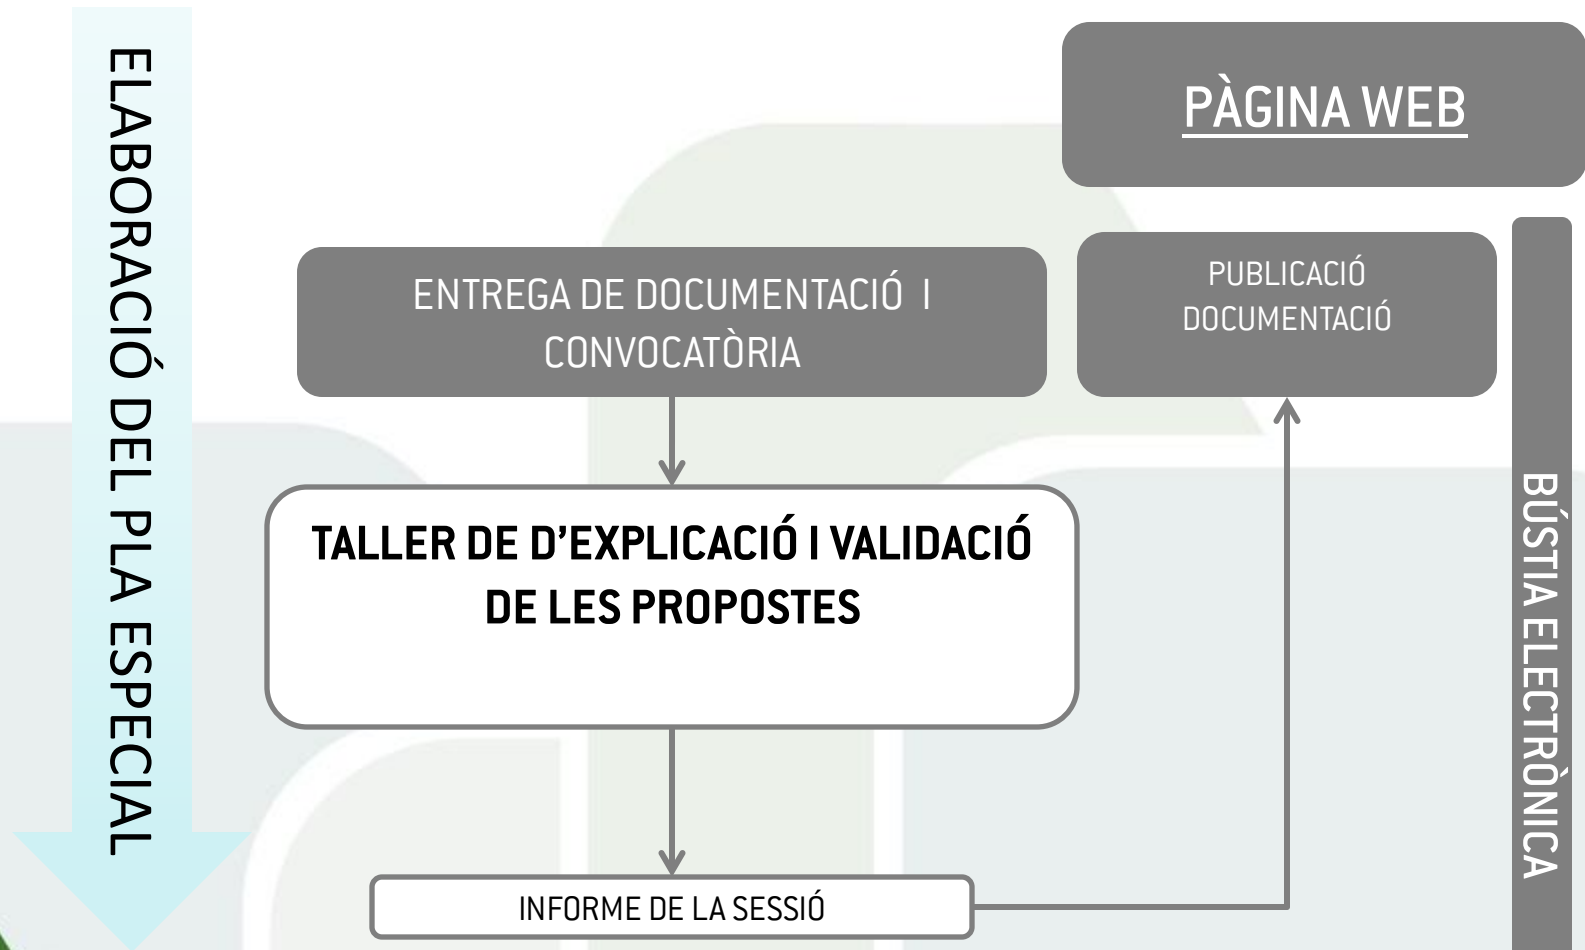 ELABORACIÓ DEL PLA ESPECIAL
PÀGINA WEB
ENTREGA DE DOCUMENTACIÓ I
CONVOCATÒRIA
PUBLICACIÓ
DOCUMENTACIÓ
TALLER DE D'EXPLICACIÓ I VALIDACIÓ
DE LES PROPOSTES
INFORME DE LA SESSIÓ
BÚSTIA ELECTRÒNICA